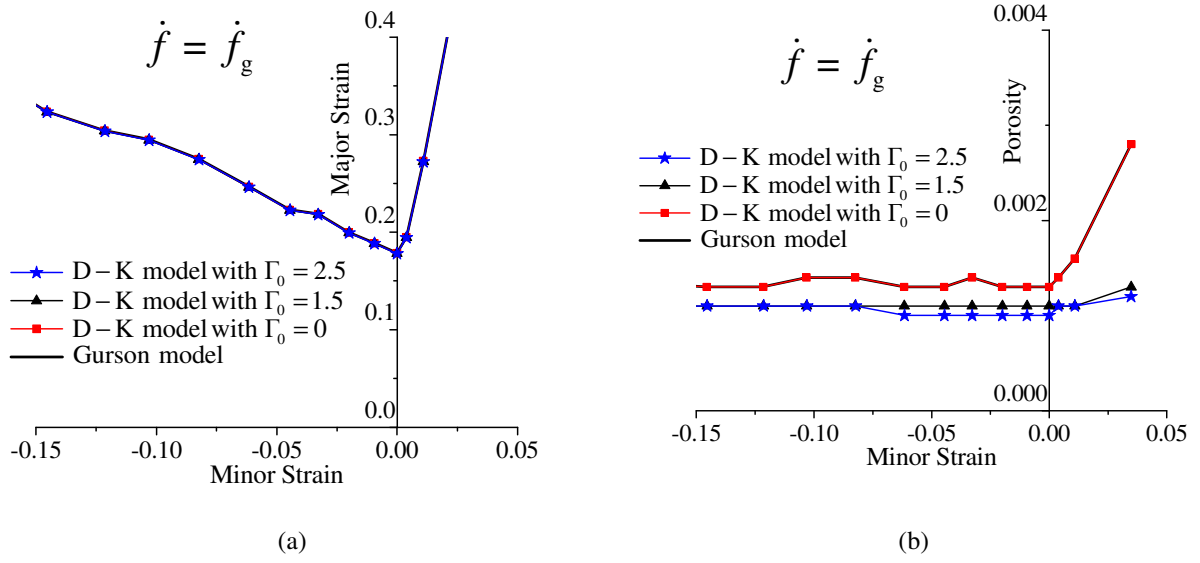 0.4
ḟ = ḟ_g
Major Strain
0.3
0.2
D – K model with Γ₀ = 2.5
D – K model with Γ₀ = 1.5
D – K model with Γ₀ = 0
Gurson model
0.1
0.0
-0.15 -0.10 -0.05 0.00 0.05
Minor Strain
(a)
0.004
ḟ = ḟ_g
Porosity
D – K model with Γ₀ = 2.5
D – K model with Γ₀ = 1.5
D – K model with Γ₀ = 0
Gurson model
0.002
0.000
-0.15 -0.10 -0.05 0.00 0.05
Minor Strain
(b)